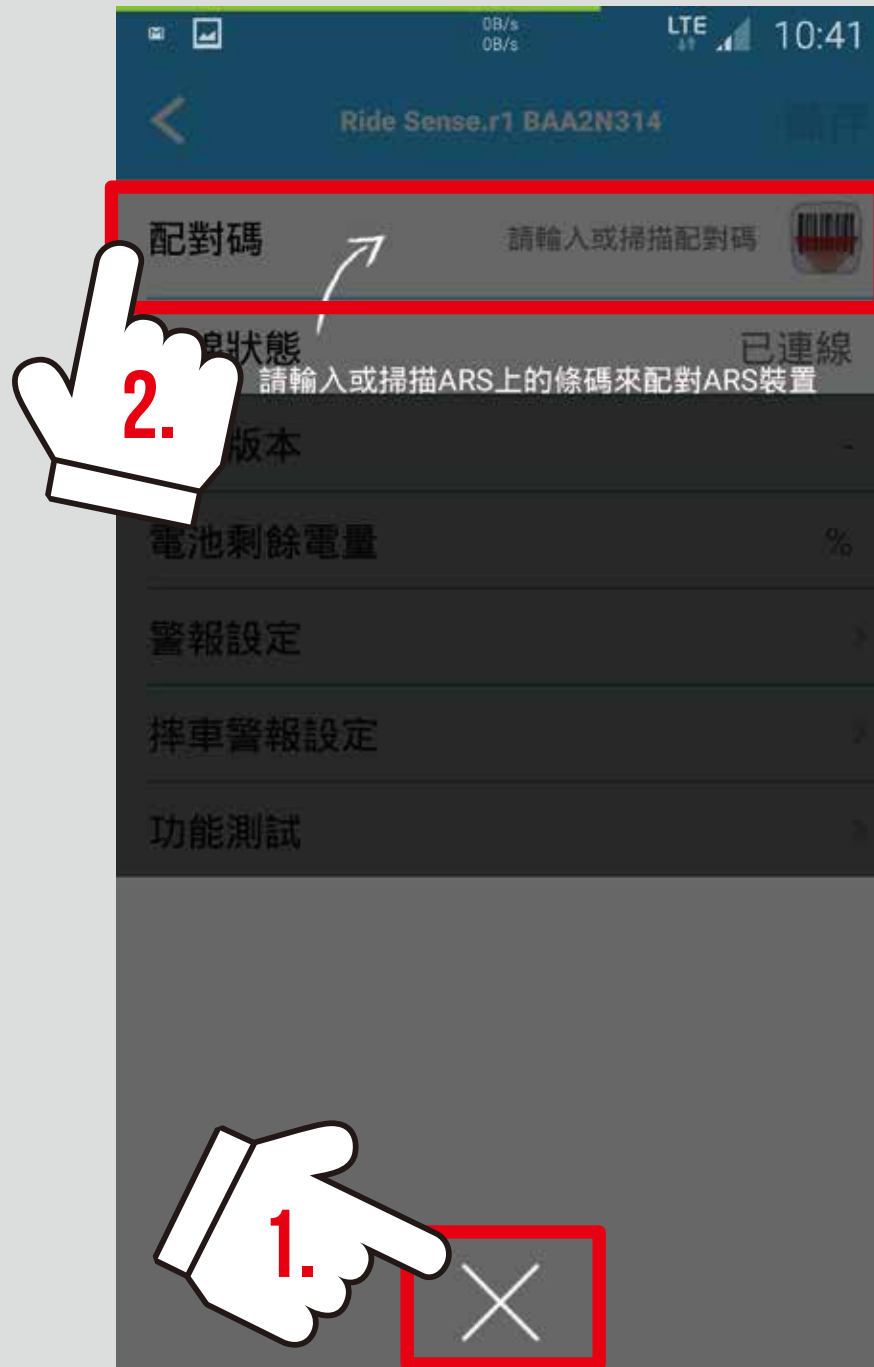 0B/s
0B/s
LTE
10:41
Ride Sense.r1 BAA2N314
配對碼
請輸入或掃描配對碼
狀態
已連線
請輸入或掃描ARS上的條碼來配對ARS裝置
2.
版本
-
電池剩餘電量
%
警報設定
摔車警報設定
功能測試
1.